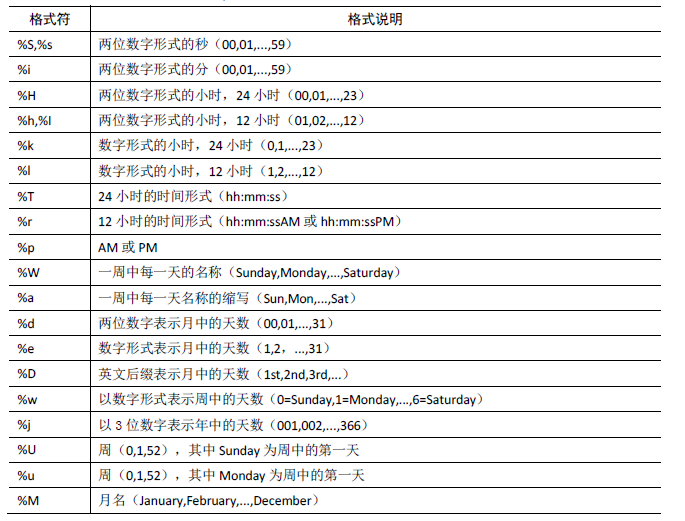 格式符 格式说明
%S,%s 两位数字形式的秒（00,01,...,59）
%i 两位数字形式的分（00,01,...,59）
%H 两位数字形式的小时，24 小时（00,01,...,23）
%h,%I 两位数字形式的小时，12 小时（01,02,...,12）
%k 数字形式的小时，24 小时（0,1,...,23）
%l 数字形式的小时，12 小时（1,2,...,12）
%T 24 小时的时间形式（hh:mm:ss）
%r 12 小时的时间形式（hh:mm:ssAM 或 hh:mm:ssPM）
%p AM 或 PM
%W 一周中每一天的名称（Sunday,Monday,...,Saturday）
%a 一周中每一天名称的缩写（Sun,Mon,...,Sat）
%d 两位数字表示月中的天数（00,01,...,31）
%e 数字形式表示月中的天数（1,2，...,31）
%D 英文后缀表示月中的天数（1st,2nd,3rd,...）
%w 以数字形式表示周中的天数（0=Sunday,1=Monday,...,6=Saturday）
%j 以 3 位数字表示年中的天数（001,002,...,366）
%U 周（0,1,52），其中 Sunday 为周中的第一天
%u 周（0,1,52），其中 Monday 为周中的第一天
%M 月名（January,February,...,December）